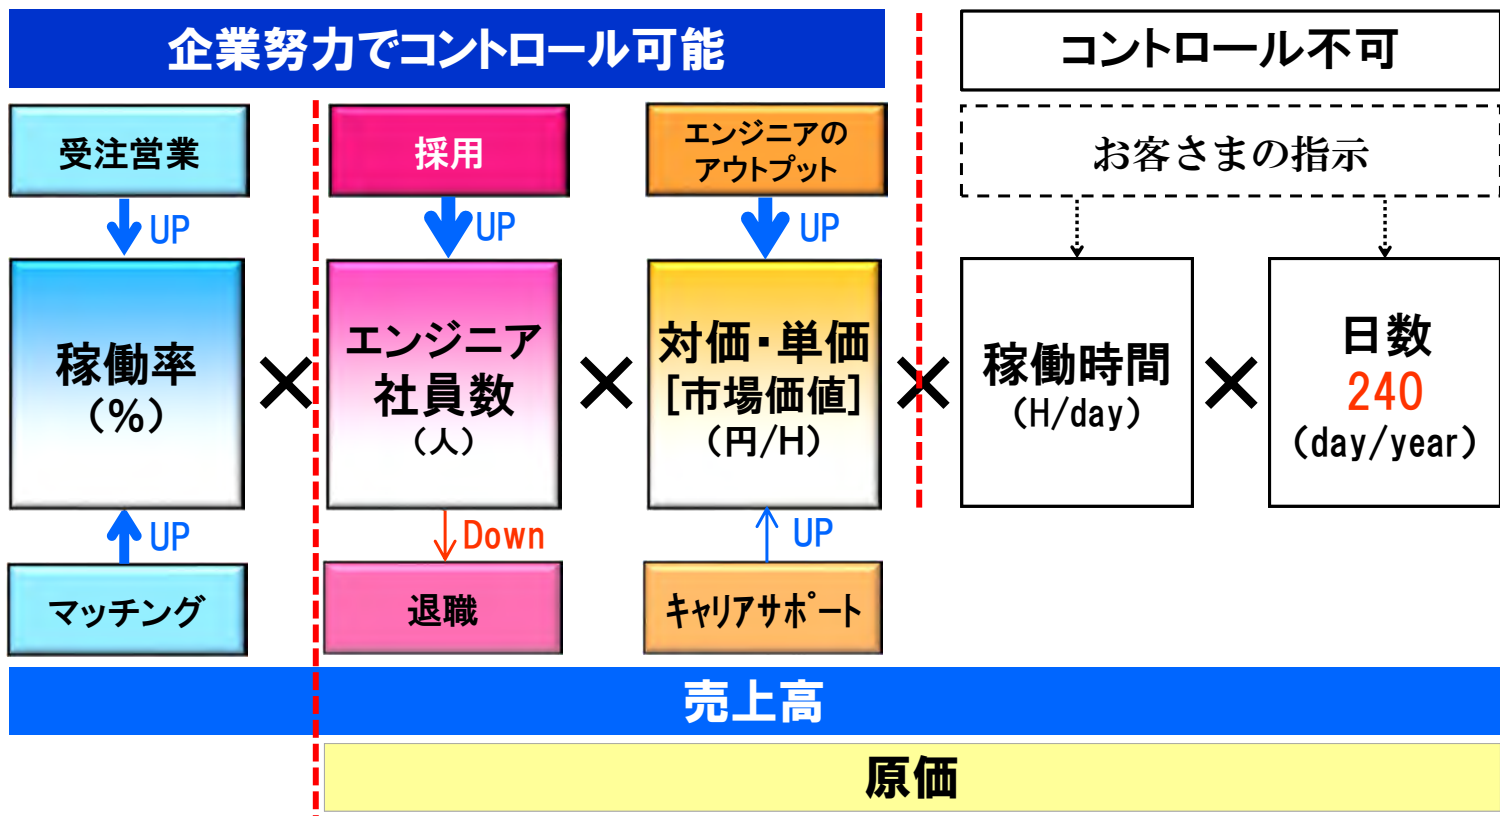 企業努力でコントロール可能
コントロール不可
受注営業
採用
エンジニアの
アウトプット
お客さまの指示
UP
UP
UP
稼働率
(%)
×
エンジニア
社員数
(人)
×
対価・単価
[市場価値]
(円/H)
×
稼働時間
(H/day)
×
日数
240
(day/year)
UP
Down
UP
マッチング
退職
キャリアサポート
売上高
原価